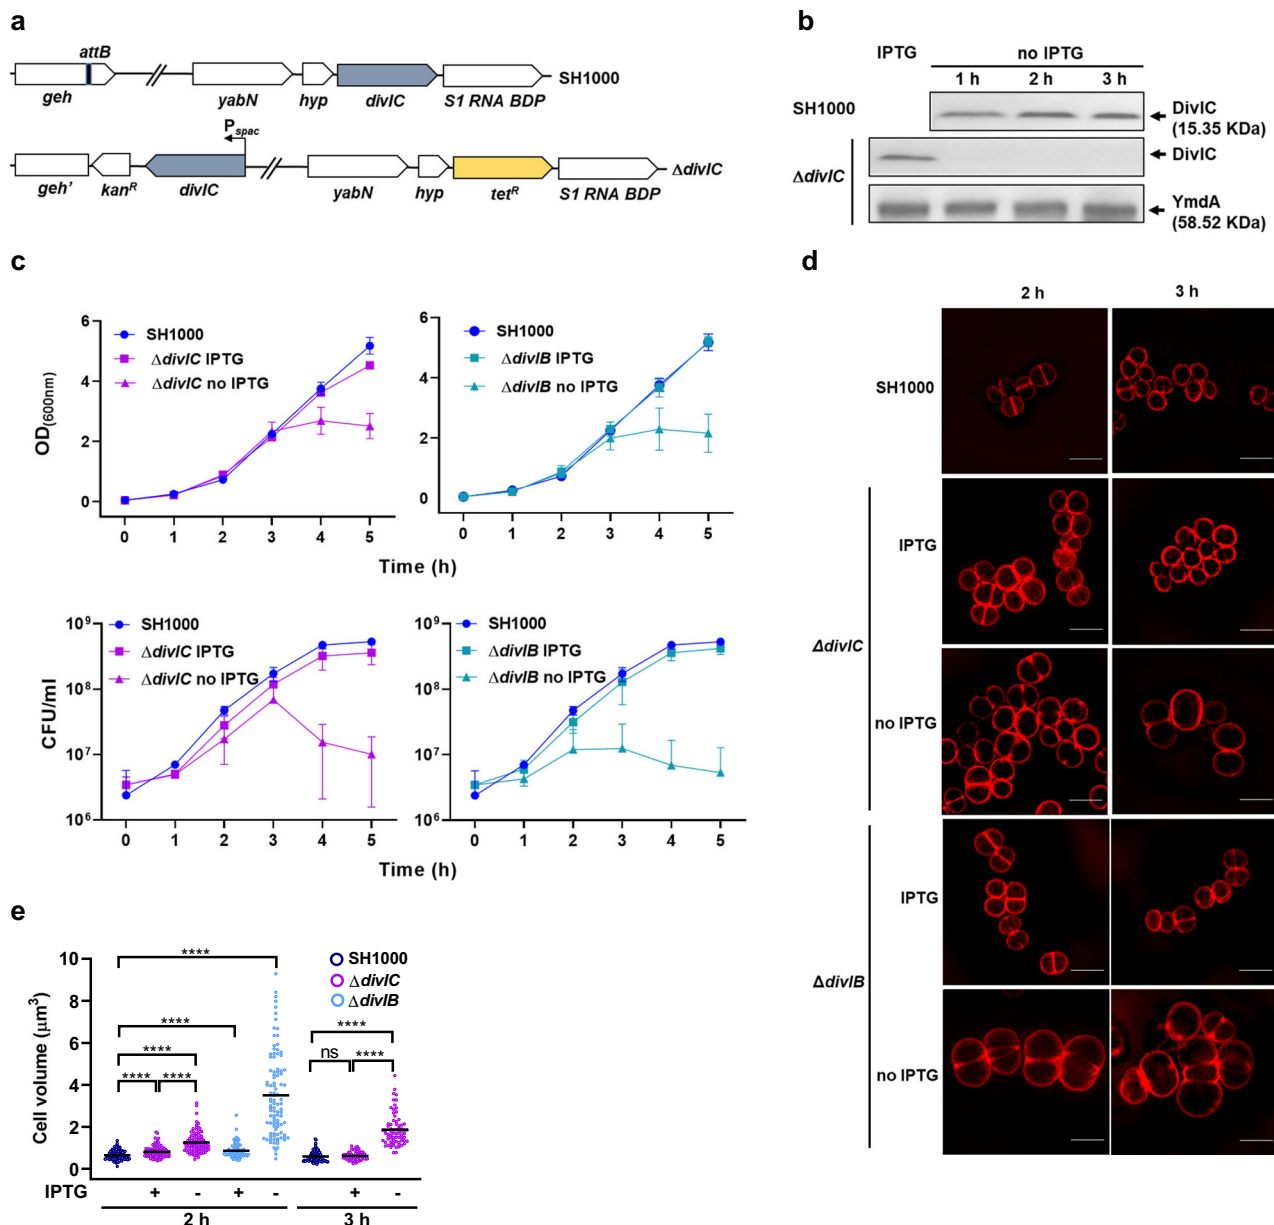 a
attB
geh yabN hyp divIC S1 RNA BDP SH1000
Pspac
geh' kanR divIC yabN hyp tetR S1 RNA BDP ΔdivIC
b
IPTG no IPTG
1 h 2 h 3 h
SH1000
DivIC
(15.35 KDa)
DivIC
ΔdivIC
YmdA
(58.52 KDa)
c
6
4
2
0
OD(600nm)
SH1000
ΔdivIC IPTG
ΔdivIC no IPTG
0 1 2 3 4 5
Time (h)
6
4
2
0
SH1000
ΔdivIB IPTG
ΔdivIB no IPTG
0 1 2 3 4 5
10^9
10^8
10^7
10^6
CFU/ml
SH1000
ΔdivIC IPTG
ΔdivIC no IPTG
0 1 2 3 4 5
Time (h)
10^9
10^8
10^7
10^6
SH1000
ΔdivIB IPTG
ΔdivIB no IPTG
0 1 2 3 4 5
d
2 h 3 h
SH1000
IPTG
ΔdivIC
no IPTG
IPTG
ΔdivIB
no IPTG
e
10
8
6
4
2
0
Cell volume (μm3)
SH1000
ΔdivIC
ΔdivIB
****
****
****
**** ****
****
ns ****
IPTG + - + - + -
2 h 3 h